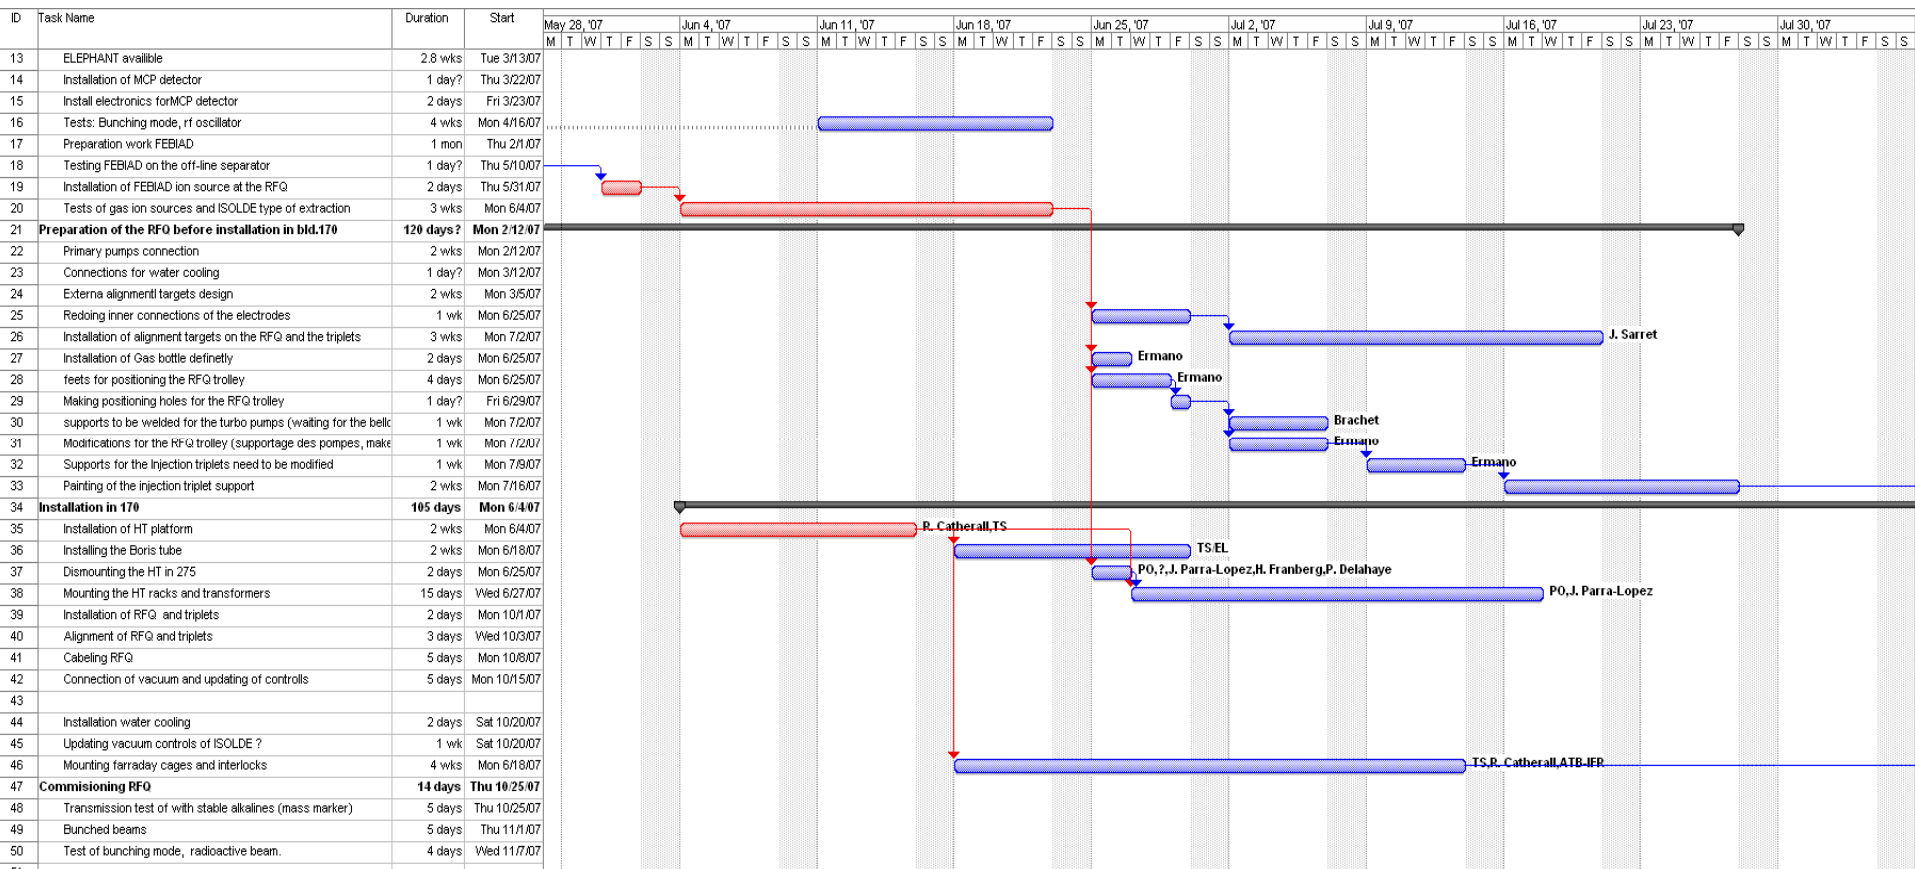 ID Task Name Duration Start May 28, '07 Jun 4, '07 Jun 11, '07 Jun 18, '07 Jun 25, '07 Jul 2, '07 Jul 9, '07 Jul 16, '07 Jul 23, '07 Jul 30, '07
M T W T F S S M T W T F S S M T W T F S S M T W T F S S M T W T F S S M T W T F S S M T W T F S S M T W T F S S M T W T F S S M T W T F S S
13 ELEPHANT availible 2.8 wks Tue 3/13/07
14 Installation of MCP detector 1 day? Thu 3/22/07
15 Install electronics forMCP detector 2 days Fri 3/23/07
16 Tests: Bunching mode, rf oscillator 4 wks Mon 4/16/07
17 Preparation work FEBIAD 1 mon Thu 2/1/07
18 Testing FEBIAD on the off-line separator 1 day? Thu 5/10/07
19 Installation of FEBIAD ion source at the RFQ 2 days Thu 5/31/07
20 Tests of gas ion sources and ISOLDE type of extraction 3 wks Mon 6/4/07
21 Preparation of the RFQ before installation in bld.170 120 days? Mon 2/12/07
22 Primary pumps connection 2 wks Mon 2/12/07
23 Connections for water cooling 1 day? Mon 3/12/07
24 Externa alignmentl targets design 2 wks Mon 3/5/07
25 Redoing inner connections of the electrodes 1 wk Mon 6/25/07
26 Installation of alignment targets on the RFQ and the triplets 3 wks Mon 7/2/07 J. Sarret
27 Installation of Gas bottle definetly 2 days Mon 6/25/07 Ermano
28 feets for positioning the RFQ trolley 4 days Mon 6/25/07 Ermano
29 Making positioning holes for the RFQ trolley 1 day? Fri 6/29/07
30 supports to be welded for the turbo pumps (waiting for the bello 1 wk Mon 7/2/07 Brachet
31 Modifications for the RFQ trolley (supportage des pompes, make 1 wk Mon 7/2/07 Ermano
32 Supports for the Injection triplets need to be modified 1 wk Mon 7/9/07 Ermano
33 Painting of the injection triplet support 2 wks Mon 7/16/07
34 Installation in 170 105 days Mon 6/4/07
35 Installation of HT platform 2 wks Mon 6/4/07 R. Catherall,TS
36 Installing the Boris tube 2 wks Mon 6/18/07 TS/EL
37 Dismounting the HT in 275 2 days Mon 6/25/07 PO,?,J. Parra-Lopez,H. Franberg,P. Delahaye
38 Mounting the HT racks and transformers 15 days Wed 6/27/07 PO,J. Parra-Lopez
39 Installation of RFQ and triplets 2 days Mon 10/1/07
40 Alignment of RFQ and triplets 3 days Wed 10/3/07
41 Cabeling RFQ 5 days Mon 10/8/07
42 Connection of vacuum and updating of controlls 5 days Mon 10/15/07
43
44 Installation water cooling 2 days Sat 10/20/07
45 Updating vacuum controls of ISOLDE ? 1 wk Sat 10/20/07
46 Mounting farraday cages and interlocks 4 wks Mon 6/18/07 TS,R. Catherall,ATB-IFR
47 Commisioning RFQ 14 days Thu 10/25/07
48 Transmission test of with stable alkalines (mass marker) 5 days Thu 10/25/07
49 Bunched beams 5 days Thu 11/1/07
50 Test of bunching mode, radioactive beam. 4 days Wed 11/7/07